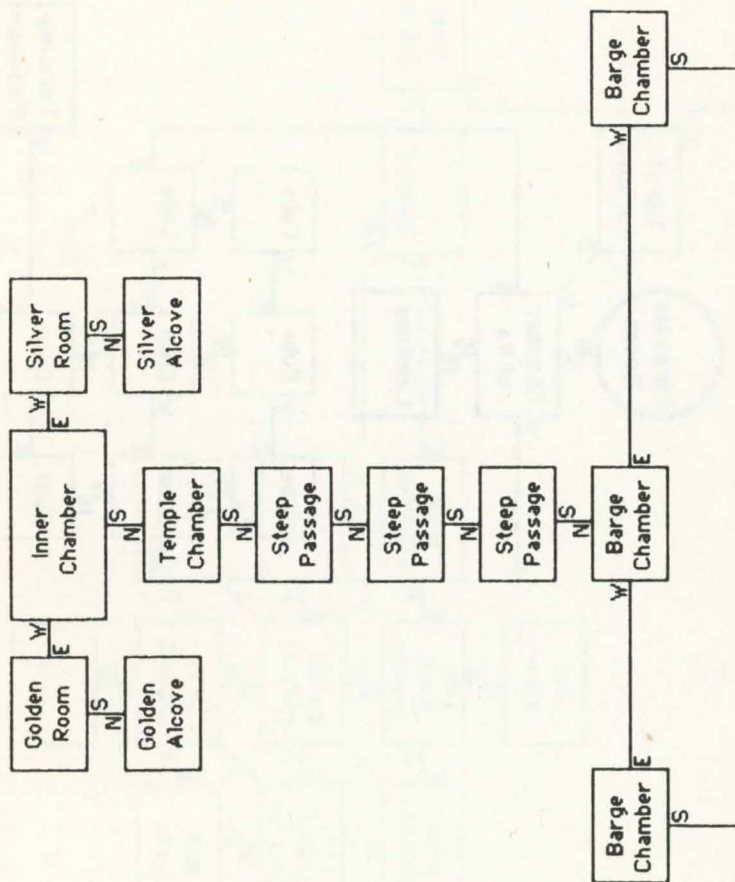 Golden
Room
E
W
Inner
Chamber
E
W
Silver
Room
S
N
Golden
Alcove
S
N
Temple
Chamber
S
N
Silver
Alcove
S
N
Steep
Passage
S
N
Steep
Passage
S
N
Steep
Passage
S
N
Barge
Chamber
E
W
Barge
Chamber
E
W
Barge
Chamber
S
S